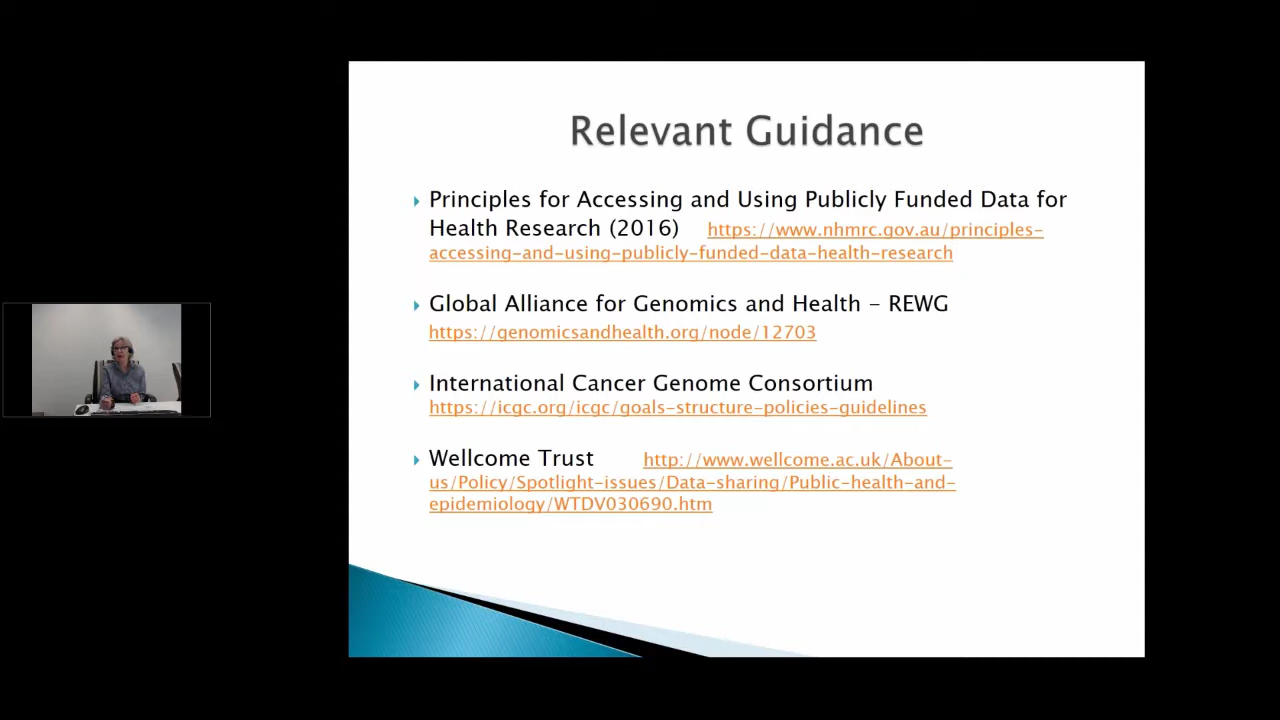 Relevant Guidance
Principles for Accessing and Using Publicly Funded Data for
Health Research (2016) https://www.nhmrc.gov.au/principles-
accessing-and-using-publicly-funded-data-health-research
Global Alliance for Genomics and Health - REWG
https://genomicsandhealth.org/node/12703
International Cancer Genome Consortium
https://icgc.org/icgc/goals-structure-policies-guidelines
Wellcome Trust http://www.wellcome.ac.uk/About-
us/Policy/Spotlight-issues/Data-sharing/Public-health-and-
epidemiology/WTDV030690.htm